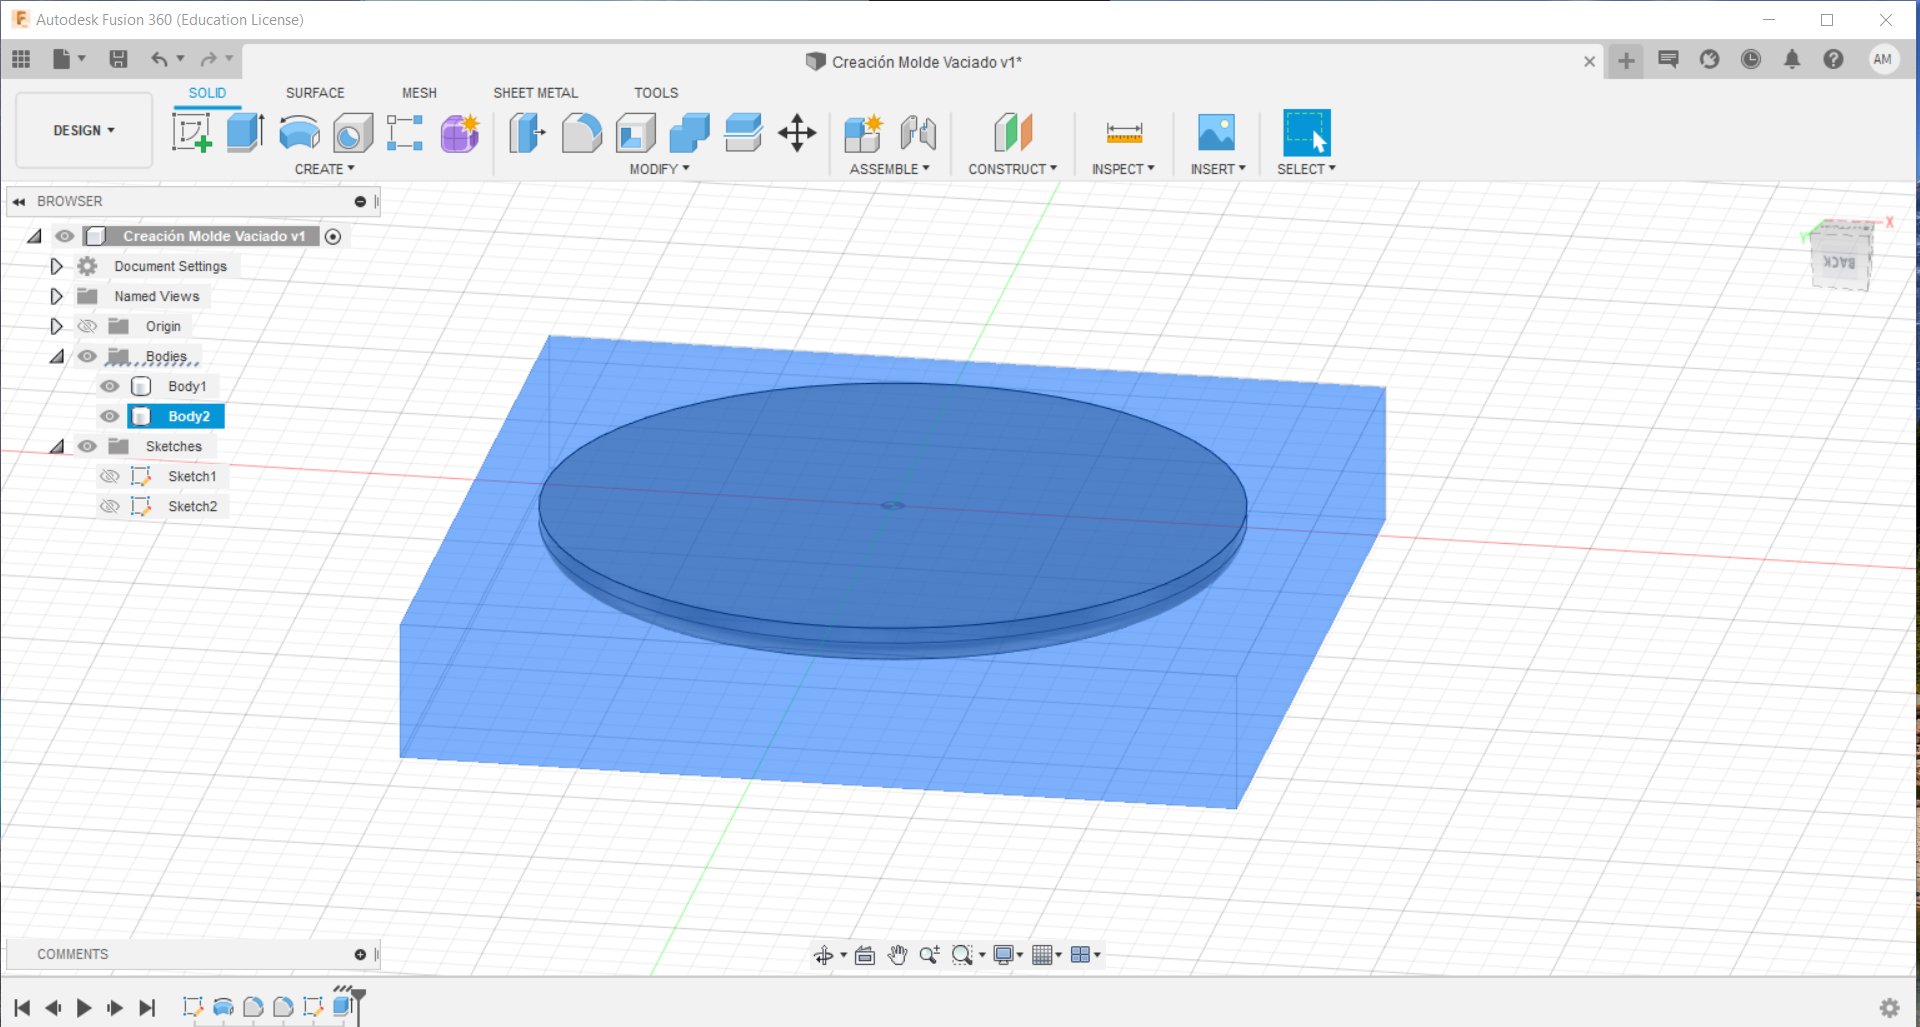 Autodesk Fusion 360 (Education License)
Creación Molde Vaciado v1*
AM
DESIGN
SOLID SURFACE MESH SHEET METAL TOOLS
CREATE MODIFY ASSEMBLE CONSTRUCT INSPECT INSERT SELECT
BROWSER
Creación Molde Vaciado v1
Document Settings
Named Views
Origin
Bodies
Body1
Body2
Sketches
Sketch1
Sketch2
X
Y
BACK
COMMENTS